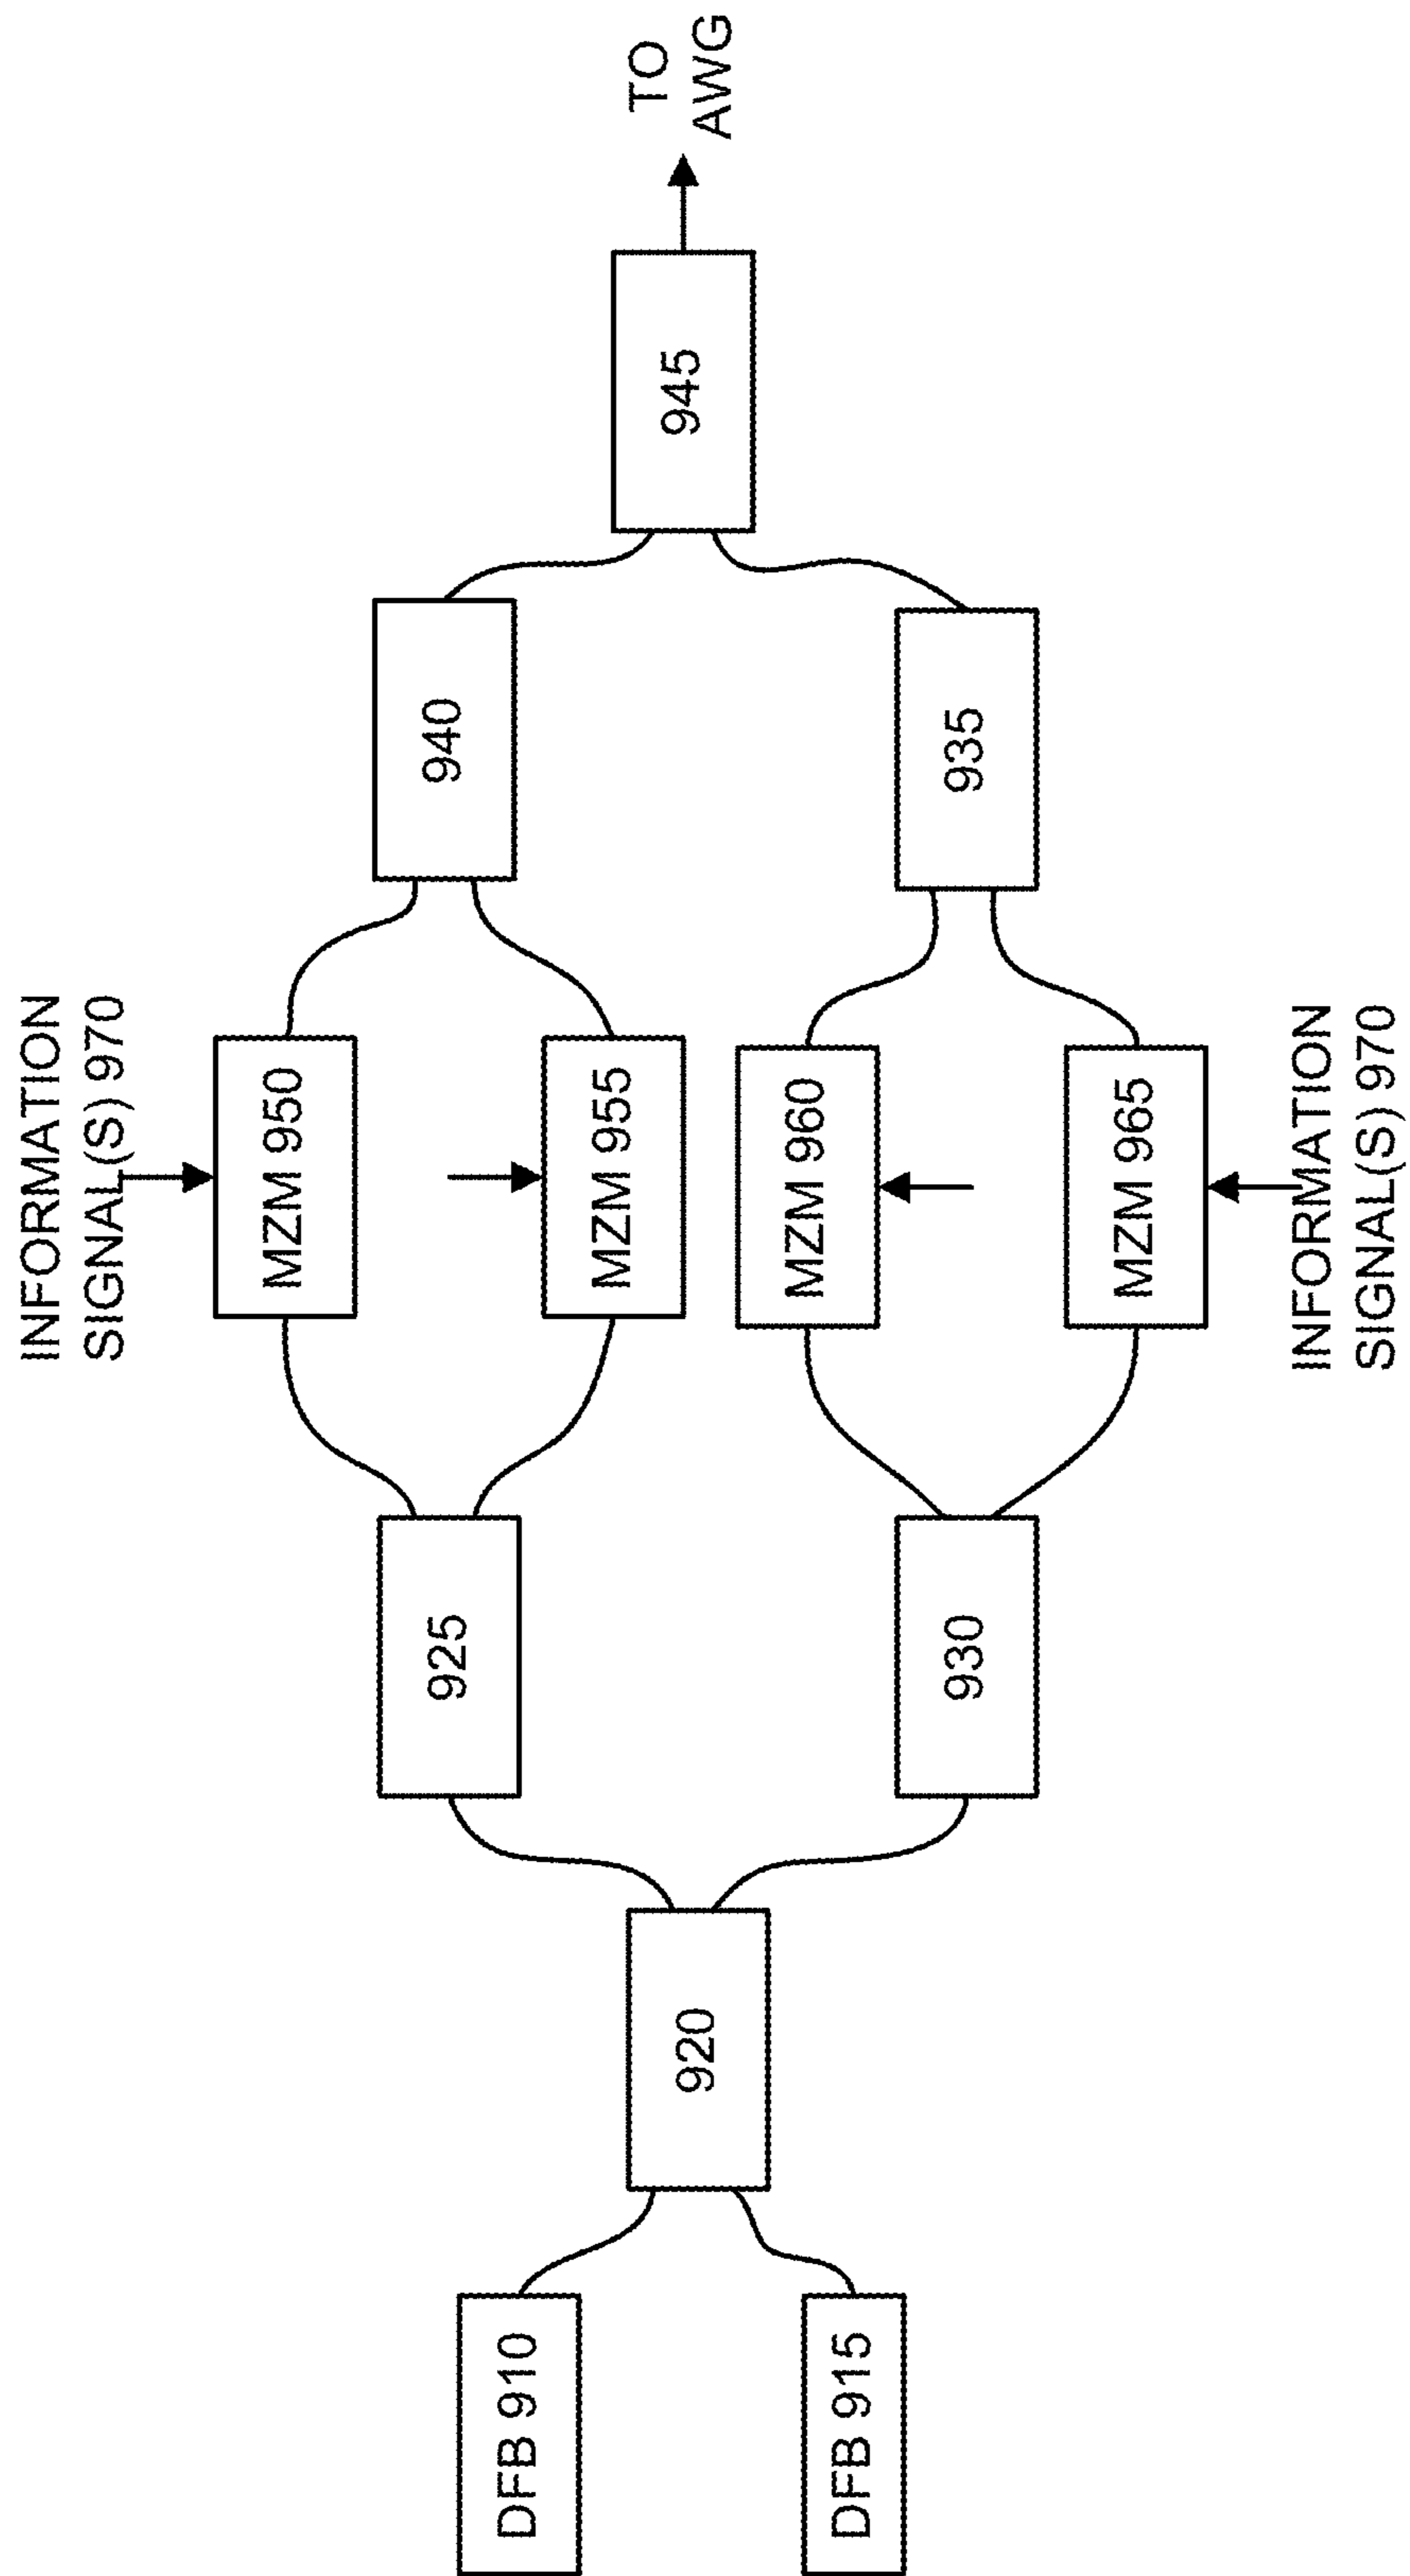 INFORMATION
SIGNAL(S) 970
MZM 950
MZM 955
MZM 960
MZM 965
INFORMATION
SIGNAL(S) 970
DFB 910
DFB 915
920
925
930
940
935
945
TO
AWG